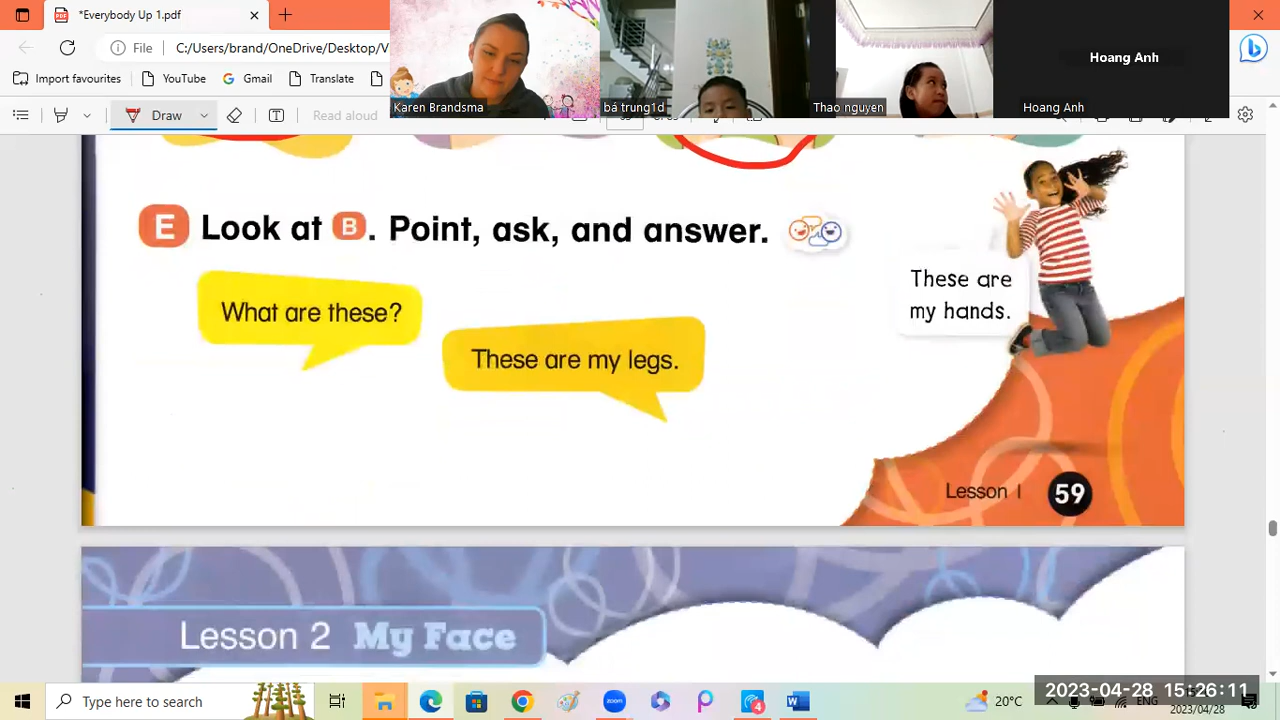 *Everybody Up 1.pdf
File
C:/Users/brand/OneDrive/Desktop/V
Import favourites
YouTube
Gmail
Translate
P
Draw
Read aloud
Karen Brandsma
bá trung1d
Thao nguyen
Hoang Anh
Hoang Anh
E Look at B. Point, ask, and answer.
What are these?
These are my legs.
These are
my hands.
Lesson 1 59
Lesson 2 My Face
Type here to search
4
20°C
ENG
2023-04-28 15:26:11
2023/04/28